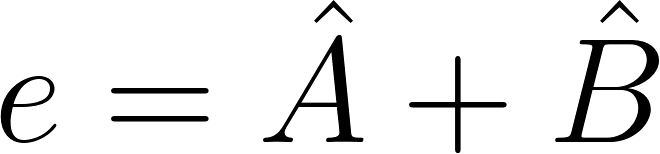 e = Â + B̂